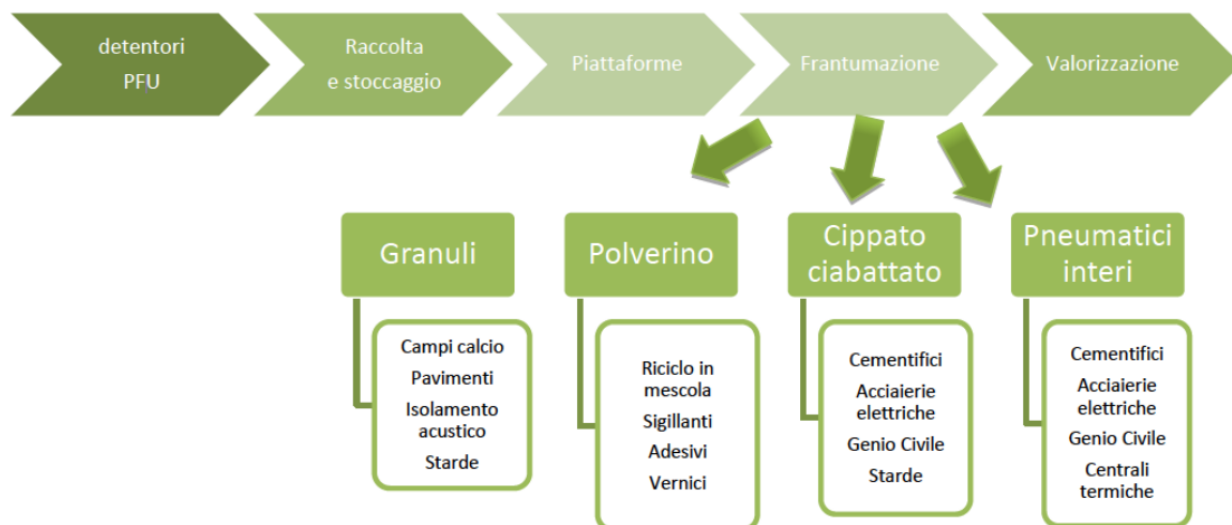 detentori
PFU
Raccolta
e stoccaggio
Piattaforme
Frantumazione
Valorizzazione
Granuli
Campi calcio
Pavimenti
Isolamento
acustico
Starde
Polverino
Riciclo in
mescola
Sigillanti
Adesivi
Vernici
Cippato
ciabattato
Cementifici
Acciaierie
elettriche
Genio Civile
Starde
Pneumatici
interi
Cementifici
Acciaierie
elettriche
Genio Civile
Centrali
termiche